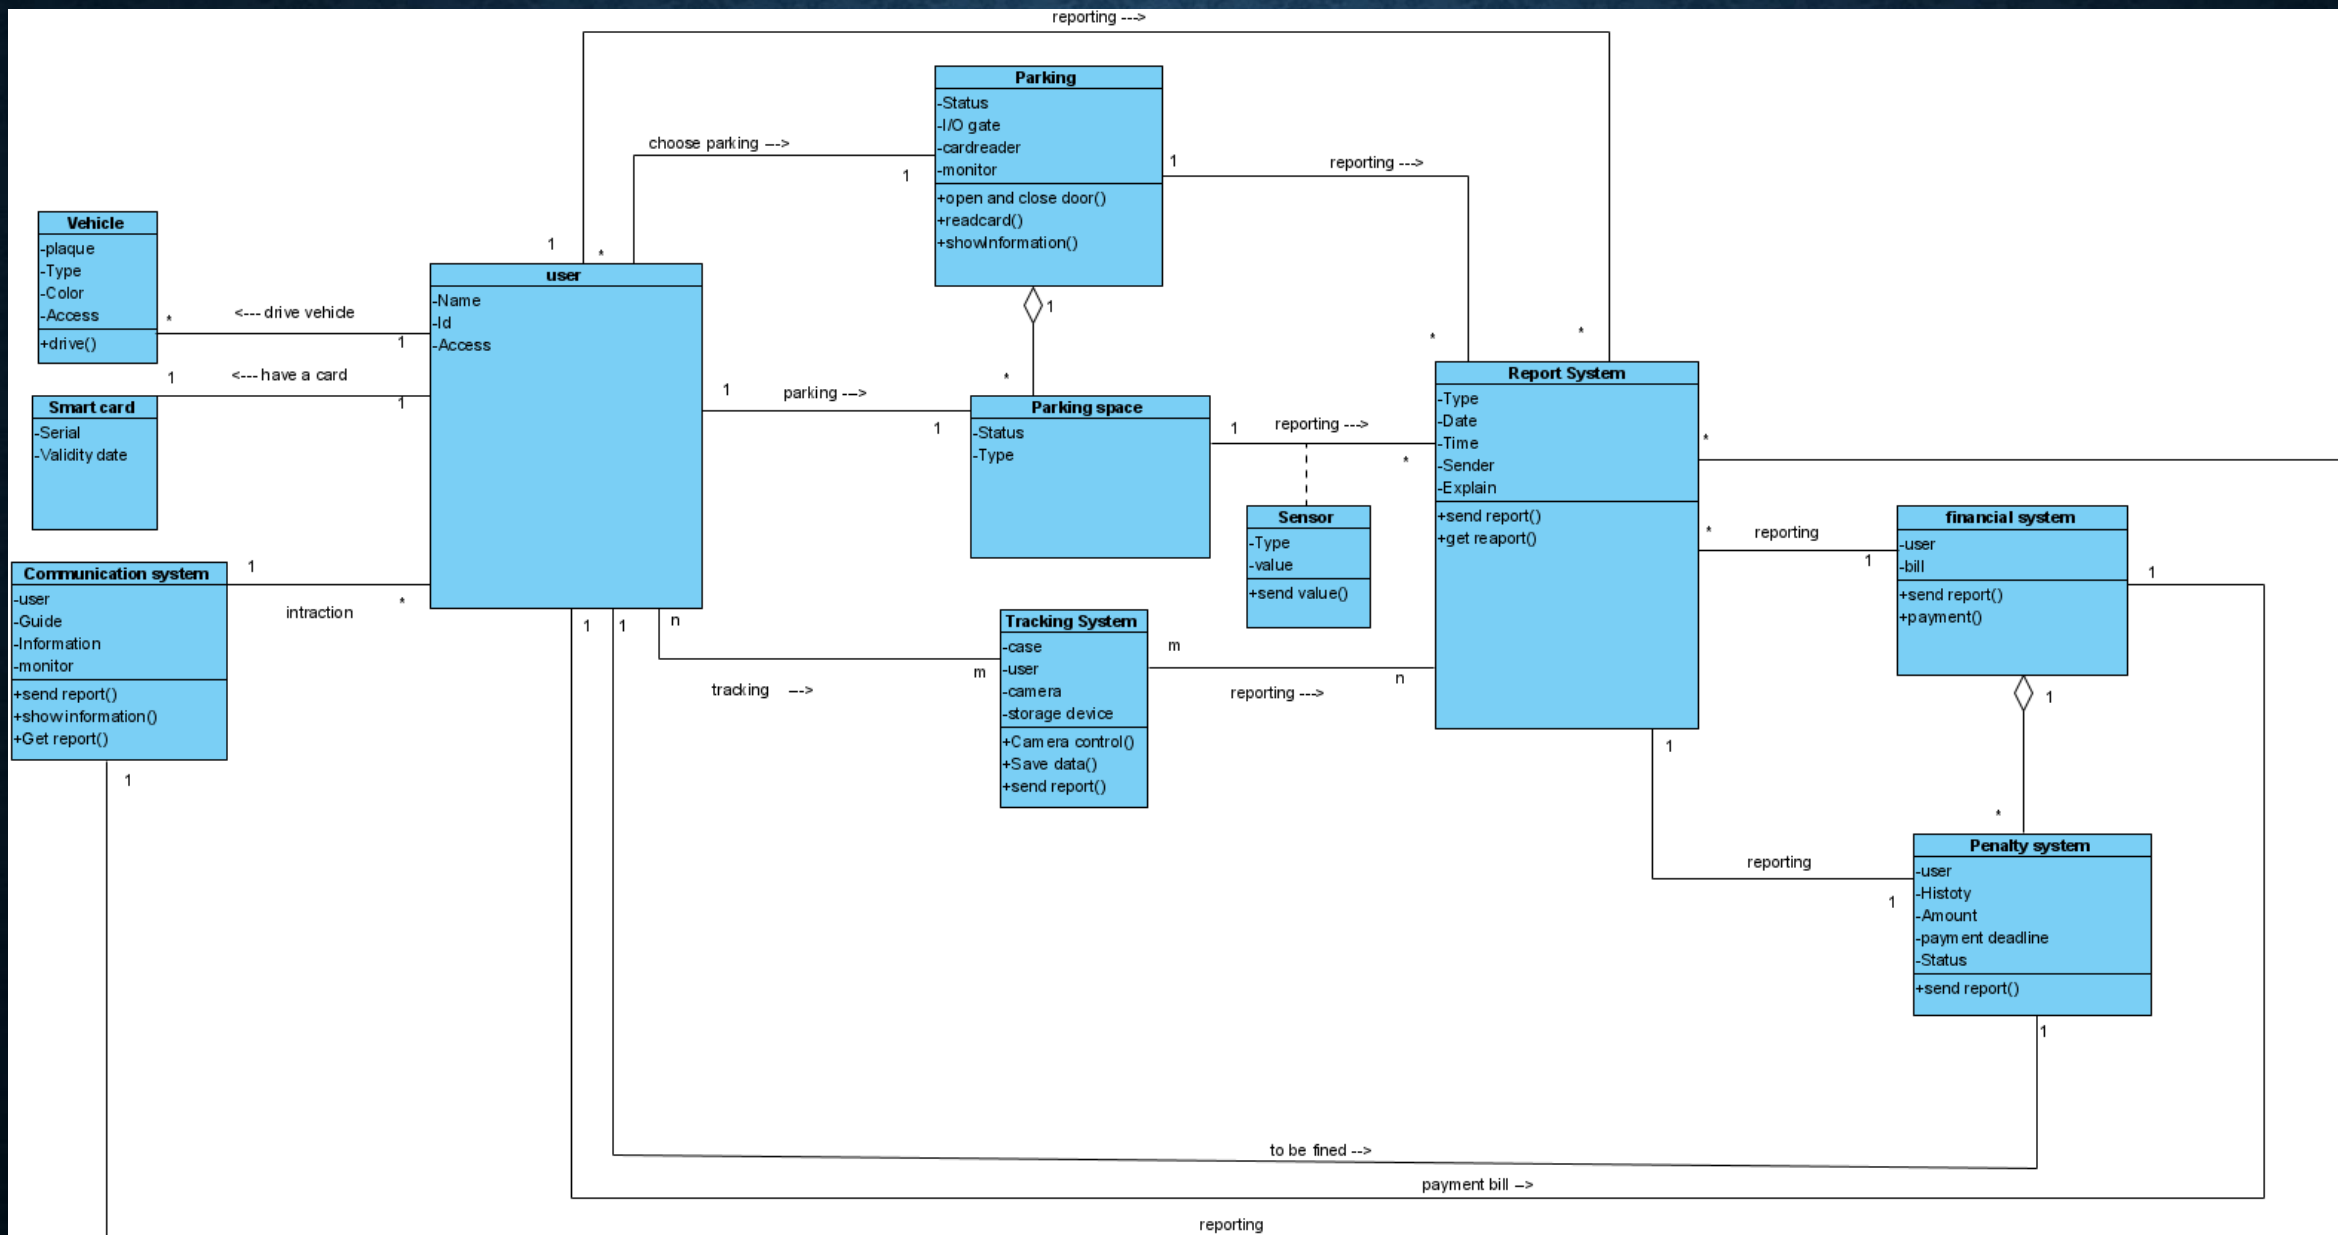 reporting --->
Parking
-Status
-I/O gate
-cardreader
-monitor
+open and close door()
+readcard()
+showInformation()
choose parking --->
1
1
reporting --->
1
*
Vehicle
-plaque
-Type
-Color
-Access
+drive()
*
<--- drive vehicle
1
user
-Name
-Id
-Access
1
*
*
*
1
<--- have a card
1
Smart card
-Serial
-Validity date
1
parking --->
1
Parking space
-Status
-Type
1
reporting --->
*
Sensor
-Type
-value
+send value()
Report System
-Type
-Date
-Time
-Sender
-Explain
+send report()
+get reaport()
*
*
reporting
1
financial system
-user
-bill
+send report()
+payment()
1
Communication system
-user
-Guide
-Information
-monitor
+send report()
+showinformation()
+Get report()
1
intraction
*
1
1
1
n
tracking --->
m
Tracking System
-case
-user
-camera
-storage device
+Camera control()
+Save data()
+send report()
m
reporting --->
n
1
1
*
reporting
1
Penalty system
-user
-Histoty
-Amount
-payment deadline
-Status
+send report()
1
to be fined -->
payment bill -->
reporting